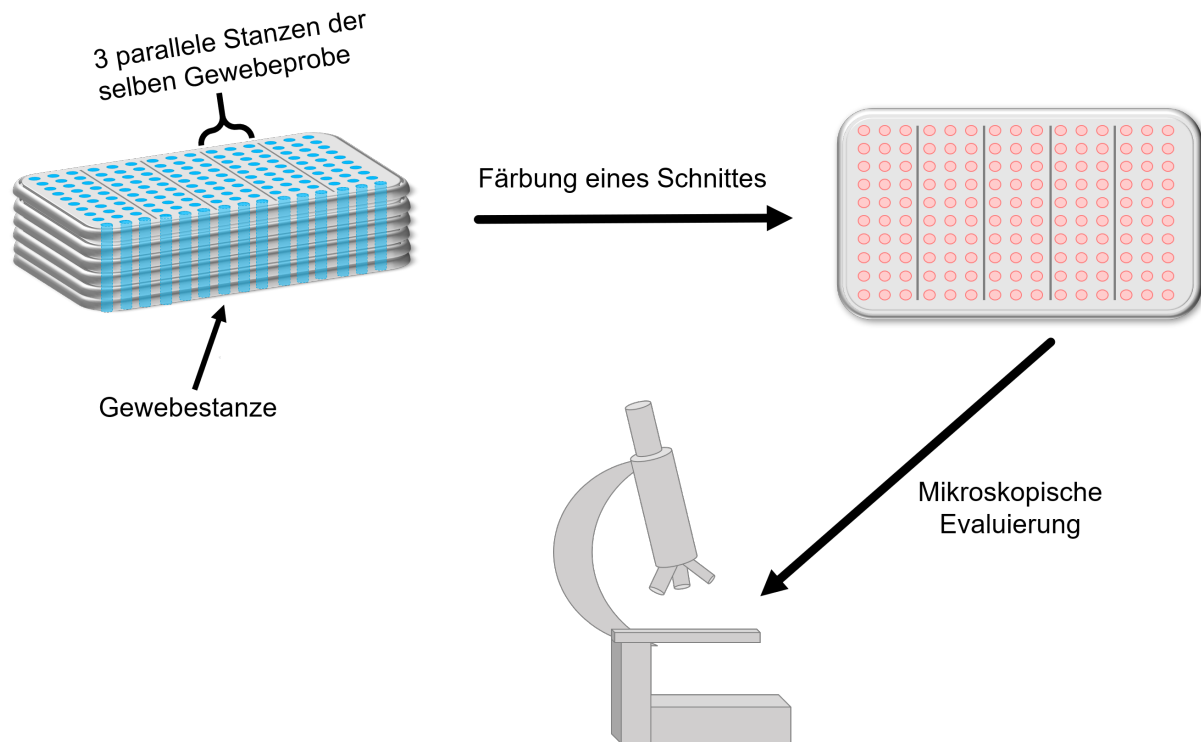 3 parallele Stanzen der
selben Gewebeprobe
Färbung eines Schnittes
Gewebestanze
Mikroskopische
Evaluierung